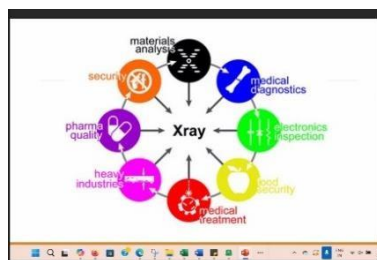 materials
analysis
medical
diagnostics
electronics
inspection
food
security
medical
treatment
heavy
industries
pharma
quality
security
Xray